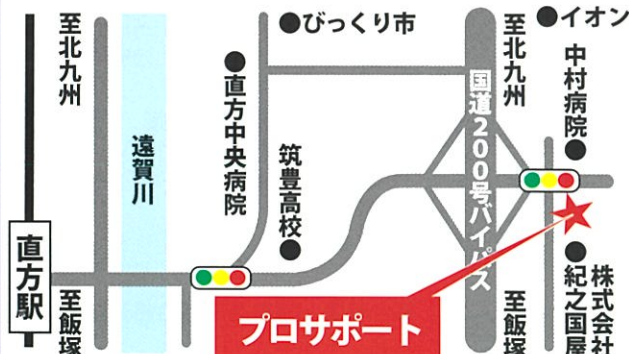 至北九州
遠賀川
直方駅
至飯塚
●びっくり市
●直方中央病院
筑豊高校●
国道200号バイパス
至北九州
●イオン
中村病院●
プロサポート
至飯塚
●株式会社
紀之国屋